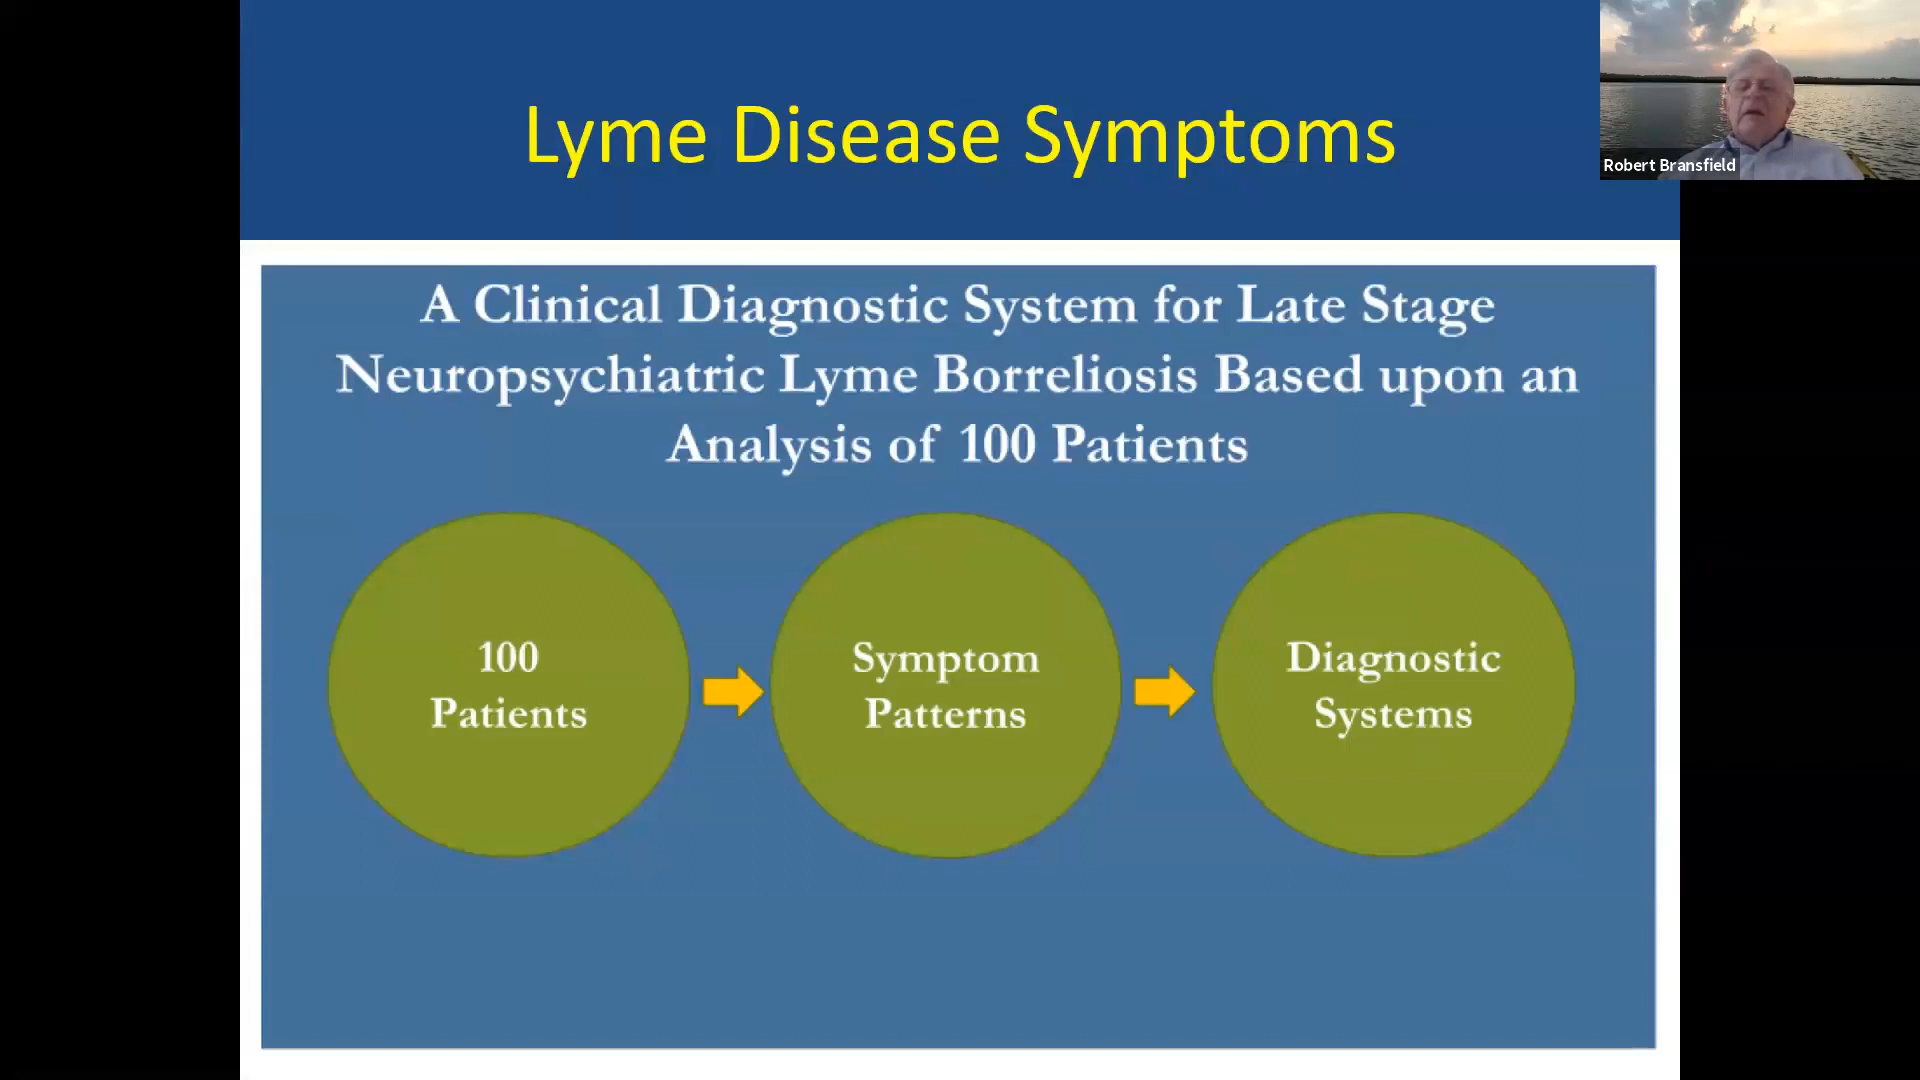 Lyme Disease Symptoms
Robert Bransfield
A Clinical Diagnostic System for Late Stage
Neuropsychiatric Lyme Borreliosis Based upon an
Analysis of 100 Patients
100
Patients
Symptom
Patterns
Diagnostic
Systems